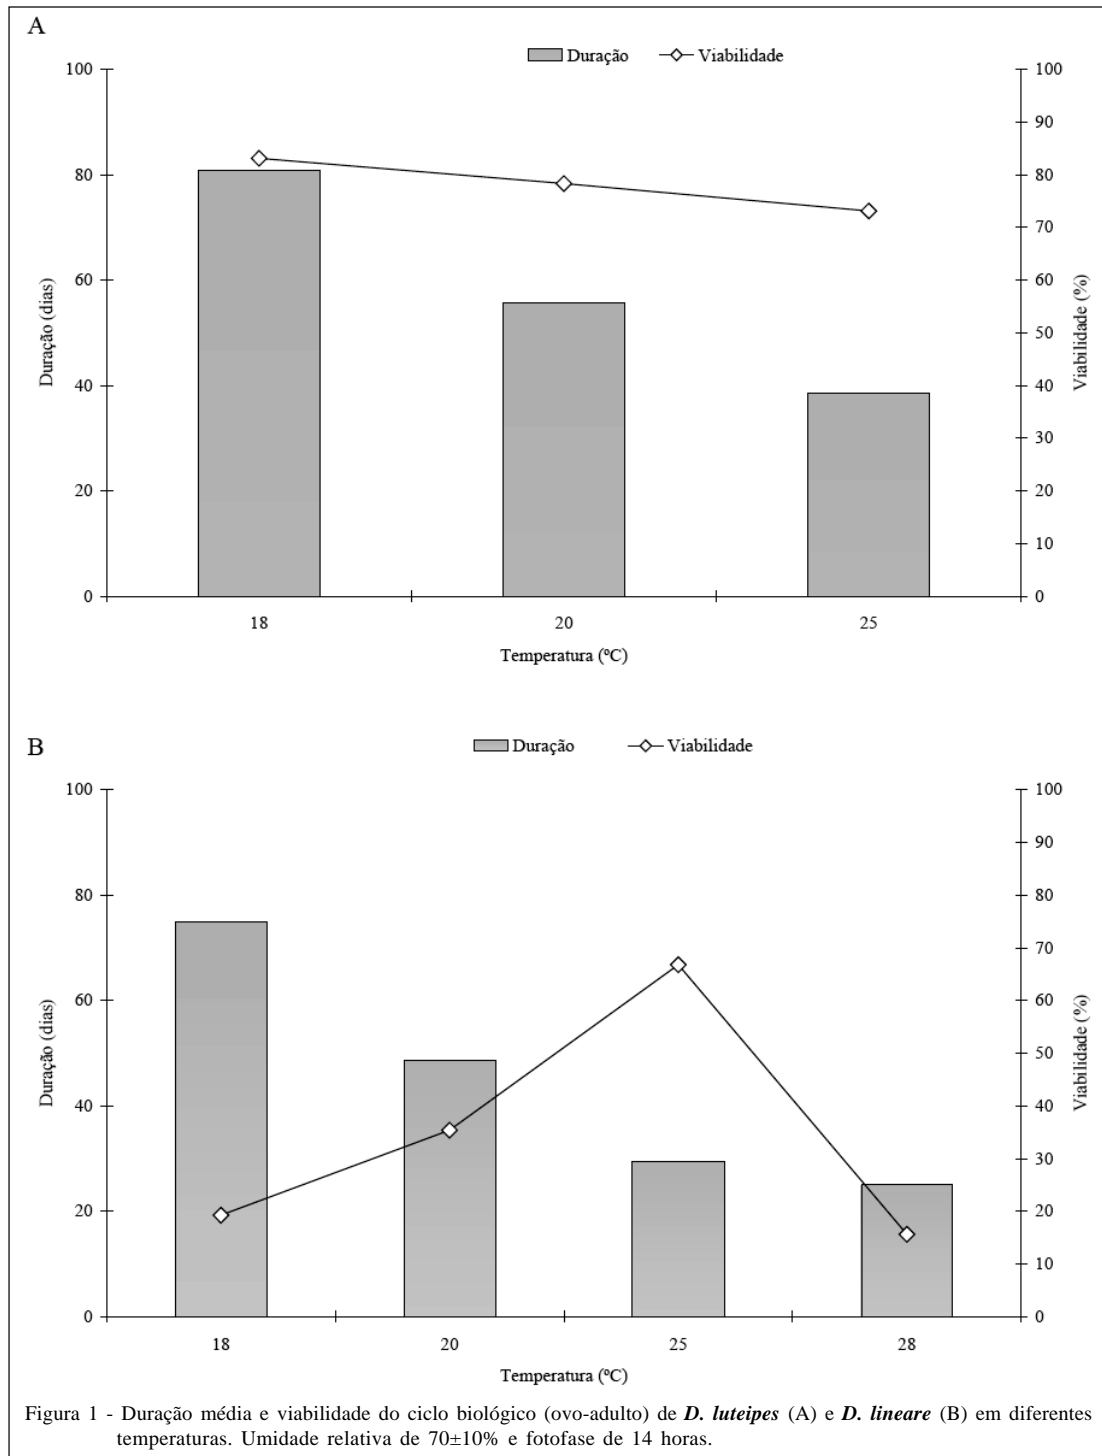 A
Duração Viabilidade
100 100
90
80 80
70
60 60
50
40 40
30
20 20
10
0 0
Duração (dias)
Viabilidade (%)
18 20 25
Temperatura (ºC)
B
Duração Viabilidade
100 100
90
80 80
70
60 60
50
40 40
30
20 20
10
0 0
Duração (dias)
Viabilidade (%)
18 20 25 28
Temperatura (ºC)
Figura 1 - Duração média e viabilidade do ciclo biológico (ovo-adulto) de D. luteipes (A) e D. lineare (B) em diferentes
temperaturas. Umidade relativa de 70±10% e fotofase de 14 horas.